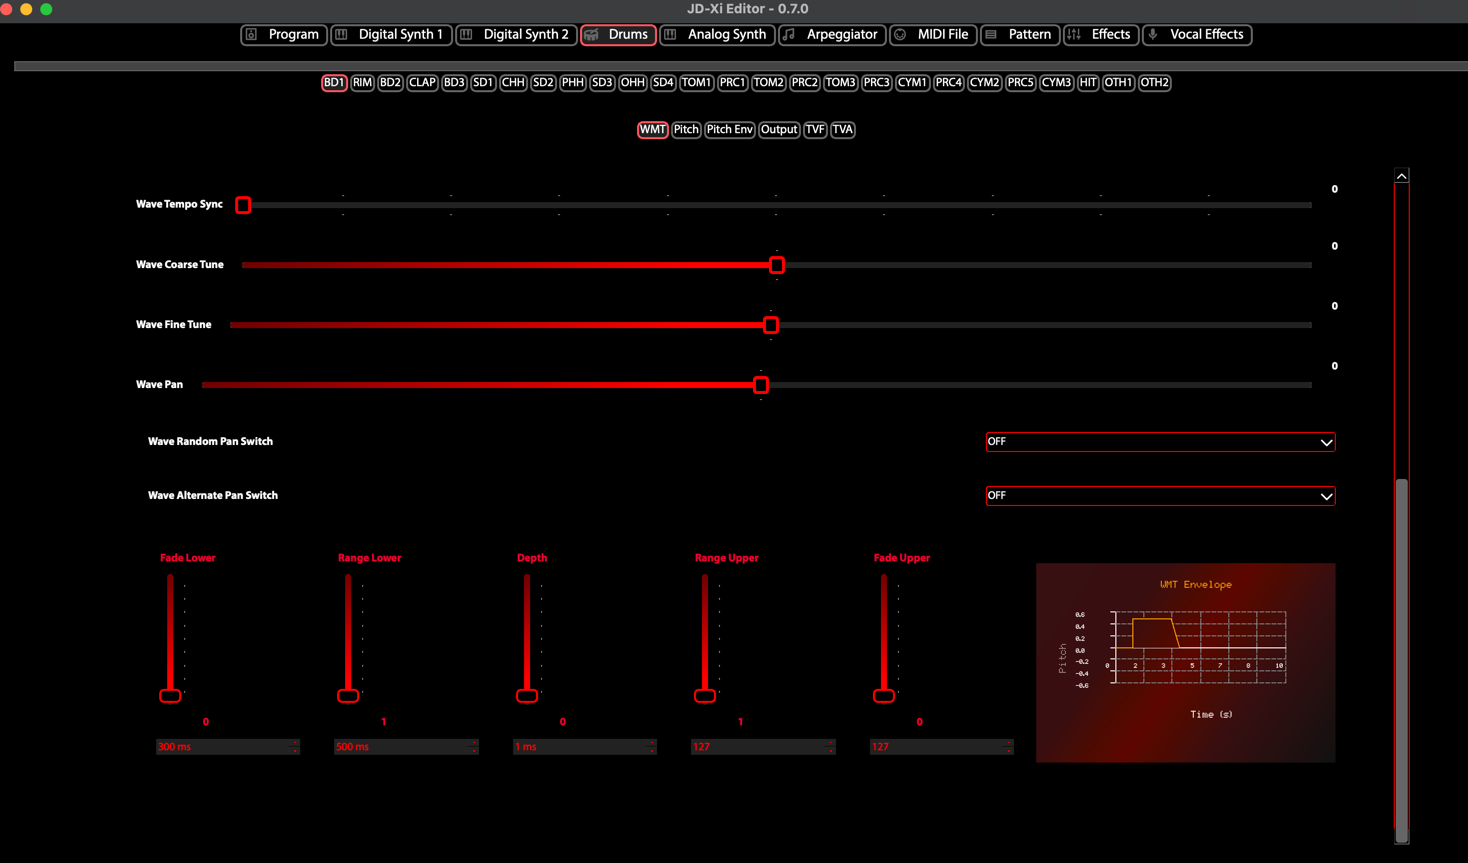 JD-Xi Editor - 0.7.0
Program Digital Synth 1 Digital Synth 2 Drums Analog Synth Arpeggiator MIDI File Pattern Effects Vocal Effects
BD1 RIM BD2 CLAP BD3 SD1 CHH SD2 PHH SD3 OHH SD4 TOM1 PRC1 TOM2 PRC2 TOM3 PRC3 CYM1 PRC4 CYM2 PRC5 CYM3 HIT OTH1 OTH2
WMT Pitch Pitch Env Output TVF TVA
Wave Tempo Sync 0
Wave Coarse Tune 0
Wave Fine Tune 0
Wave Pan 0
Wave Random Pan Switch OFF
Wave Alternate Pan Switch OFF
Fade Lower Range Lower Depth Range Upper Fade Upper
0 1 0 1 0
300 ms 500 ms 1 ms 127 127
WMT Envelope
0.6
0.4
0.2
0.0
-0.2
-0.4
-0.6
Pitch
0 2 3 5 7 8 10
Time (s)